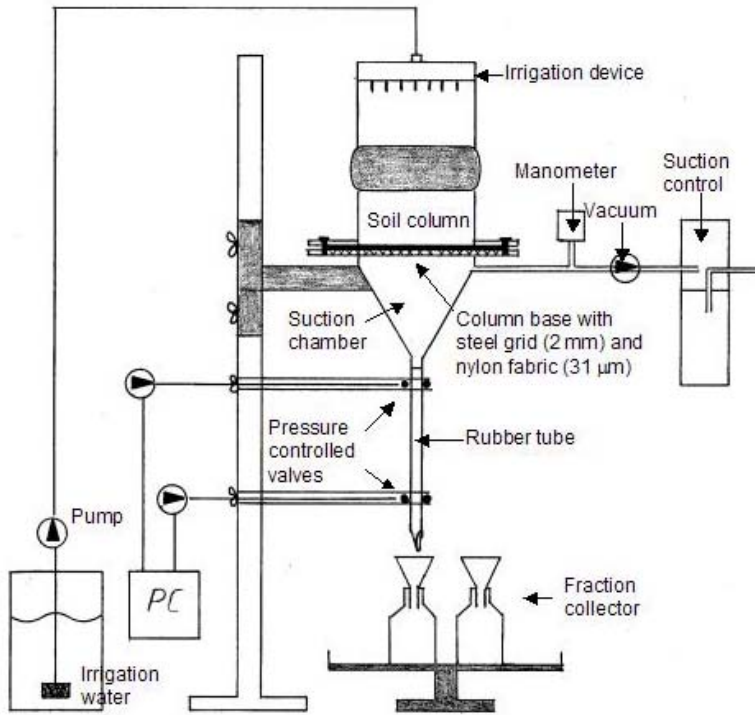 Irrigation device
Manometer
Suction
control
Vacuum
Soil column
Suction
chamber
Column base with
steel grid (2 mm) and
nylon fabric (31 µm)
Pressure
controlled
valves
Rubber tube
Pump
PC
Fraction
collector
Irrigation
water